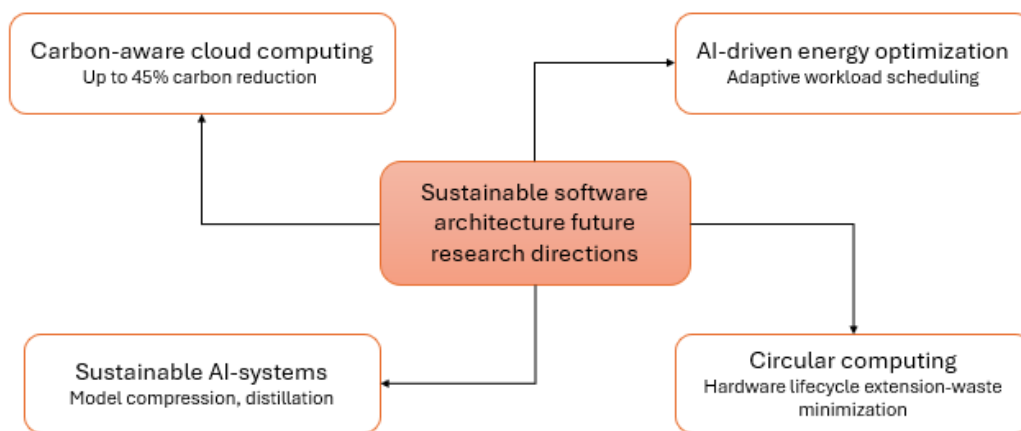 Carbon-aware cloud computing
Up to 45% carbon reduction
AI-driven energy optimization
Adaptive workload scheduling
Sustainable software
architecture future
research directions
Sustainable AI-systems
Model compression, distillation
Circular computing
Hardware lifecycle extension-waste
minimization